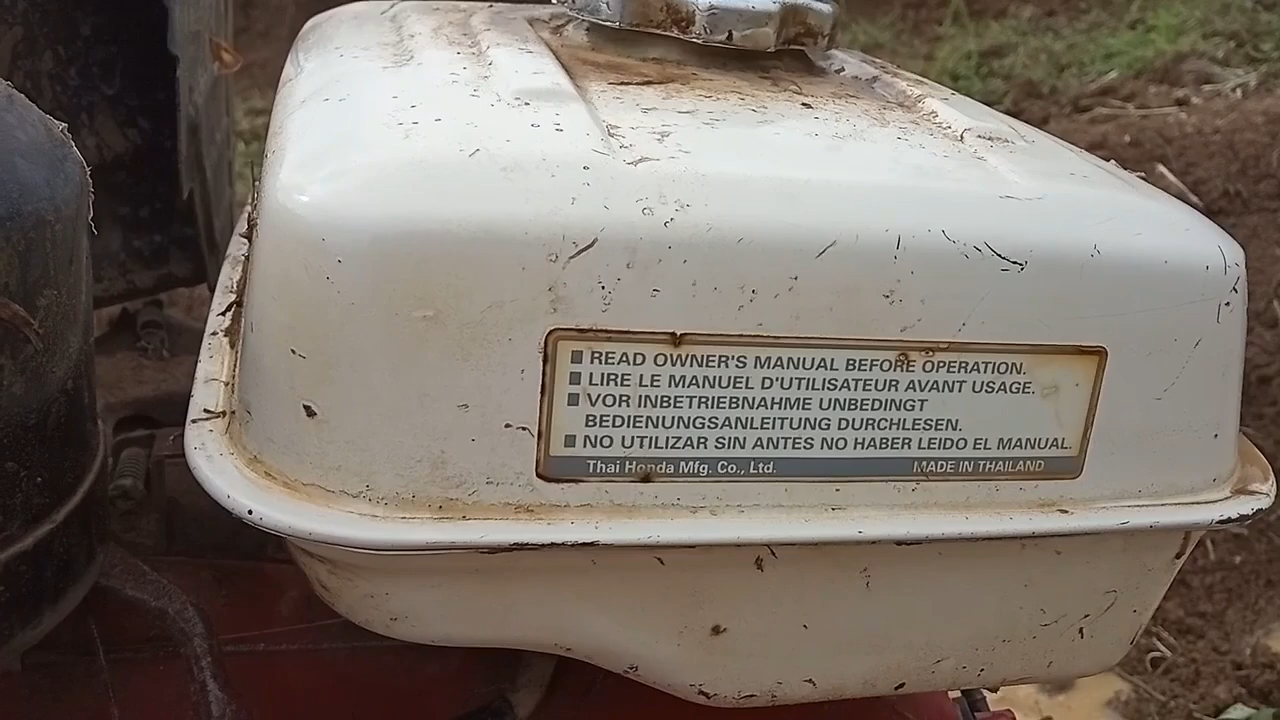 READ OWNER'S MANUAL BEFORE OPERATION.
LIRE LE MANUEL D'UTILISATEUR AVANT USAGE.
VOR INBETRIEBNAHME UNBEDINGT
BEDIENUNGSANLEITUNG DURCHLESEN.
NO UTILIZAR SIN ANTES NO HABER LEIDO EL MANUAL.
Thai Honda Mfg. Co., Ltd. MADE IN THAILAND